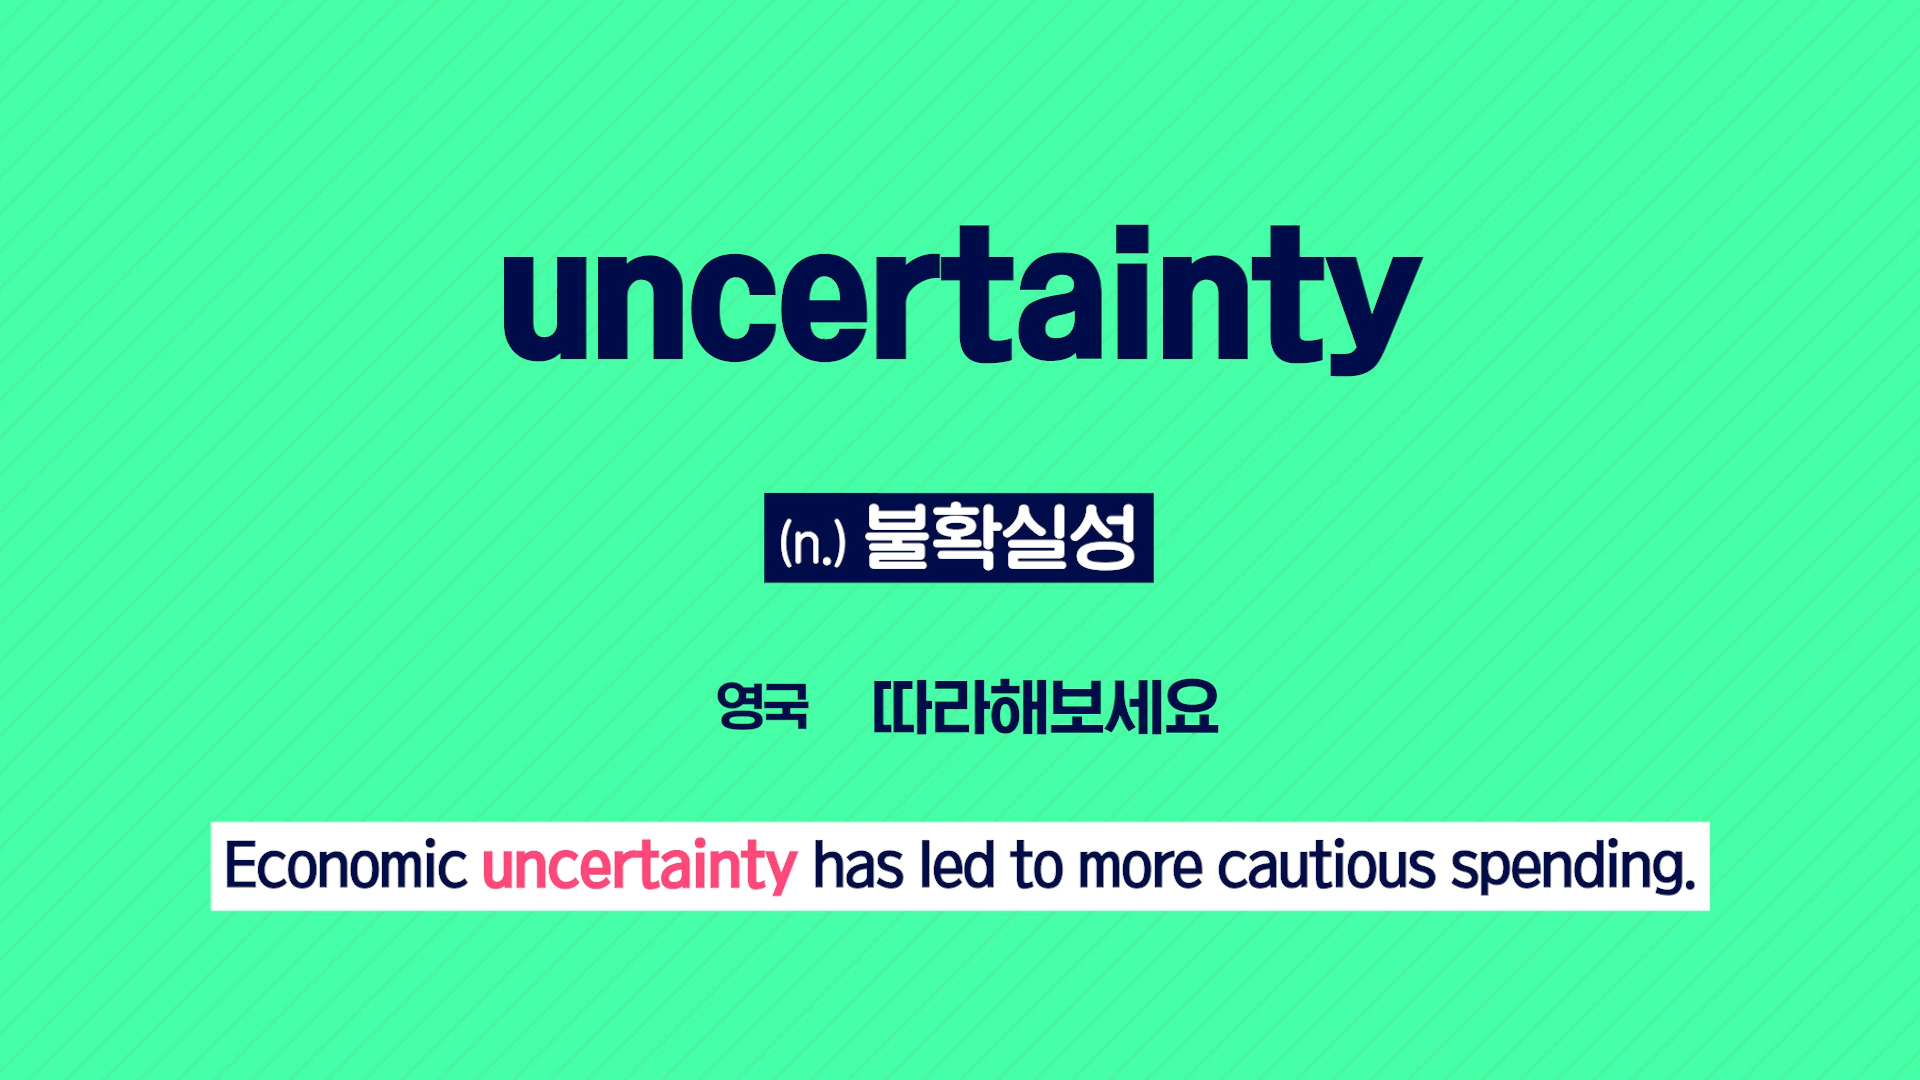 uncertainty
(n.) 불확실성
영국 따라해보세요
Economic uncertainty has led to more cautious spending.